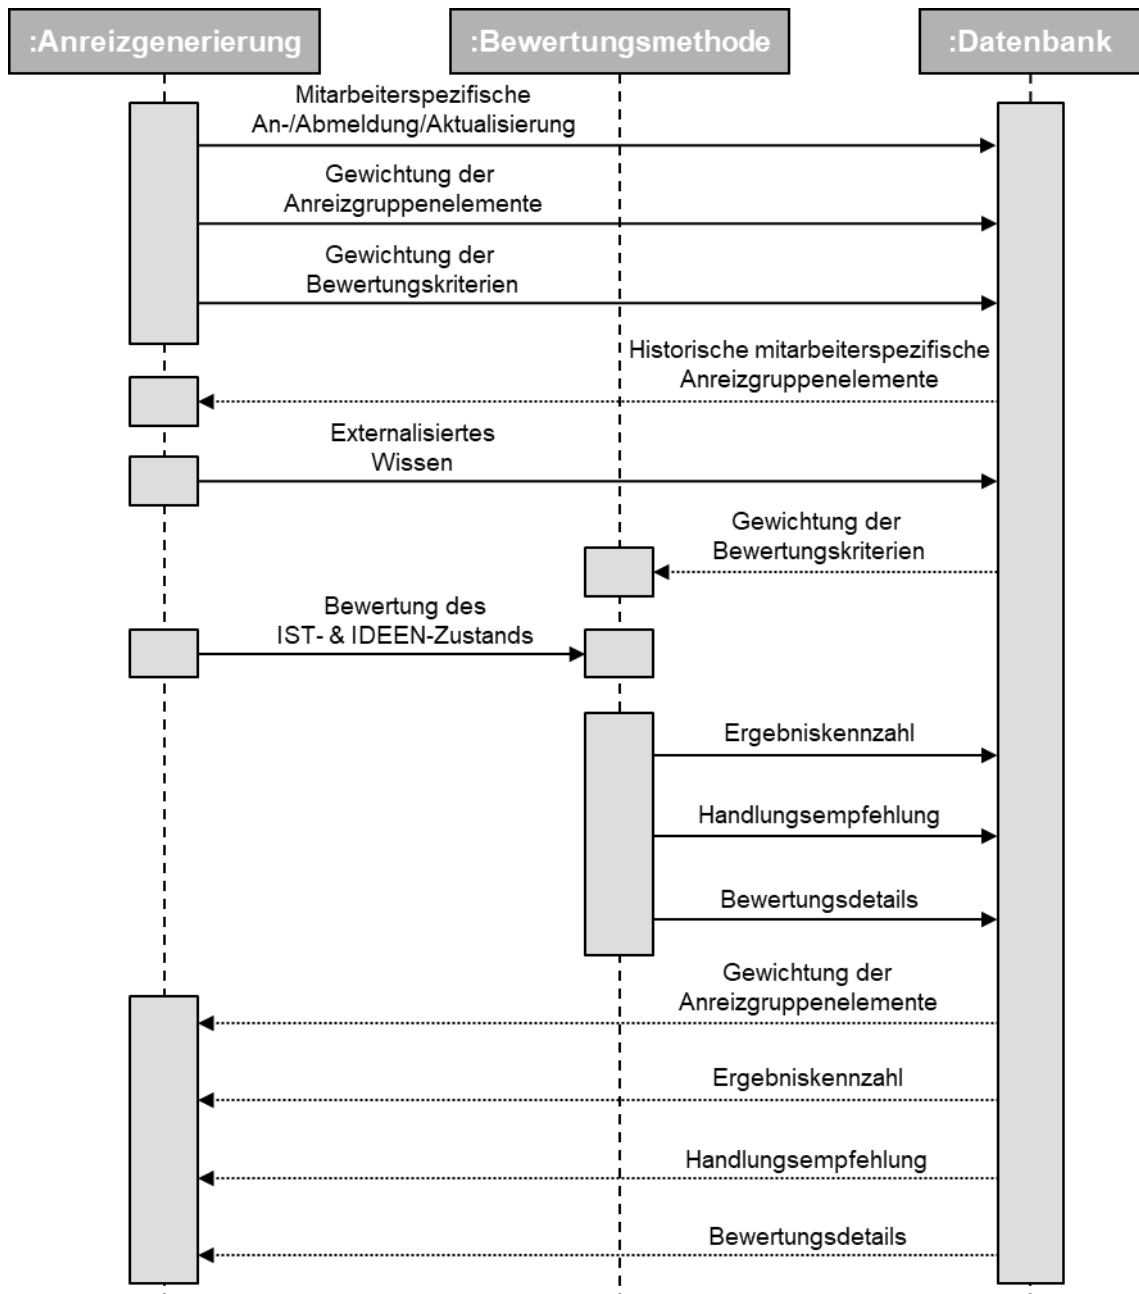 :Anreizgenerierung
:Bewertungsmethode
:Datenbank
Mitarbeiterspezifische
An-/Abmeldung/Aktualisierung
Gewichtung der
Anreizgruppenelemente
Gewichtung der
Bewertungskriterien
Historische mitarbeiterspezifische
Anreizgruppenelemente
Externalisiertes
Wissen
Gewichtung der
Bewertungskriterien
Bewertung des
IST- & IDEEN-Zustands
Ergebniskennzahl
Handlungsempfehlung
Bewertungsdetails
Gewichtung der
Anreizgruppenelemente
Ergebniskennzahl
Handlungsempfehlung
Bewertungsdetails